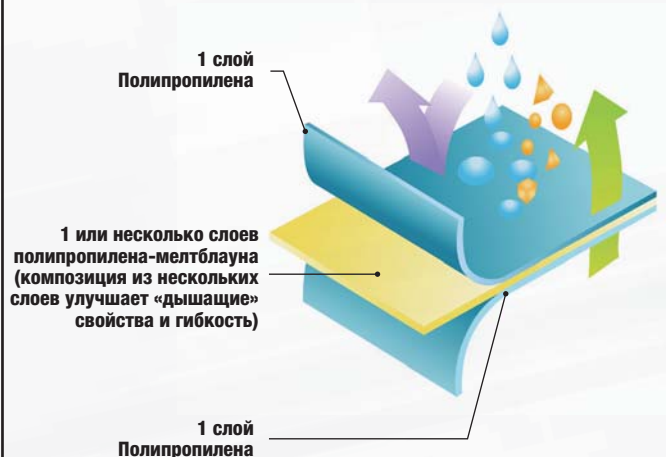 1 слой
Полипропилена
1 или несколько слоев
полипропилена-мелтблауна
(композиция из нескольких
слоев улучшает «дышащие»
свойства и гибкость)
1 слой
Полипропилена